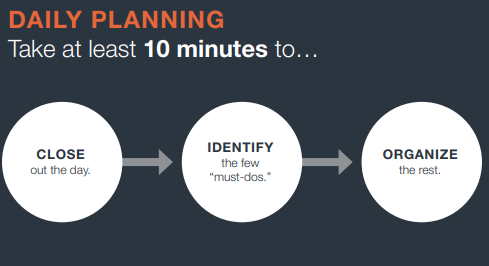 DAILY PLANNING
Take at least 10 minutes to…
CLOSE
out the day.
IDENTIFY
the few
“must-dos.”
ORGANIZE
the rest.